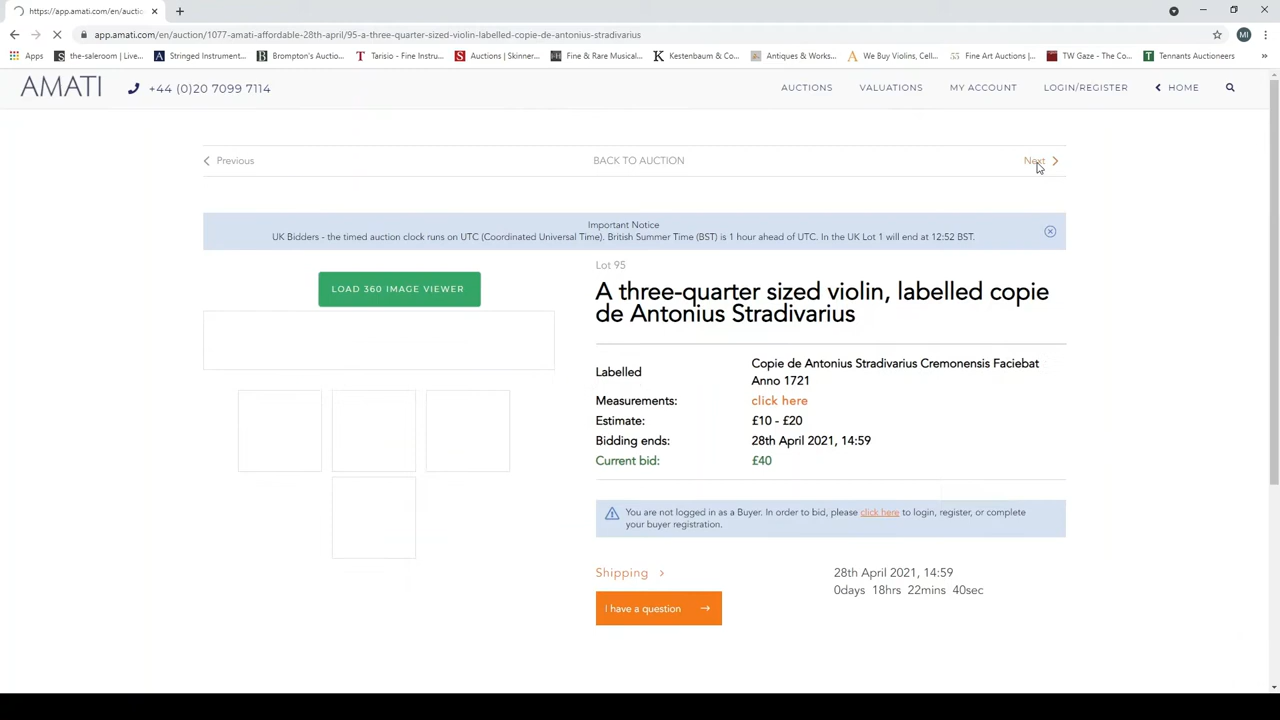 https://app.amati.com/en/auctio
app.amati.com/en/auction/1077-amati-affordable-28th-april/95-a-three-quarter-sized-violin-labelled-copie-de-antonius-stradivarius
MI
Apps
the-saleroom | Live...
Stringed Instrument...
Brompton's Auctio...
Tarisio - Fine Instru...
Auctions | Skinner...
Fine & Rare Musical...
Kestenbaum & Co...
Antiques & Works...
We Buy Violins, Cell...
Fine Art Auctions |...
TW Gaze - The Co...
Tennants Auctioneers
AMATI
+44 (0)20 7099 7114
AUCTIONS
VALUATIONS
MY ACCOUNT
LOGIN/REGISTER
HOME
Previous
BACK TO AUCTION
Next
Important Notice
UK Bidders - the timed auction clock runs on UTC (Coordinated Universal Time). British Summer Time (BST) is 1 hour ahead of UTC. In the UK Lot 1 will end at 12:52 BST.
LOAD 360 IMAGE VIEWER
Lot 95
A three-quarter sized violin, labelled copie
de Antonius Stradivarius
Labelled
Copie de Antonius Stradivarius Cremonensis Faciebat
Anno 1721
Measurements: click here
Estimate: £10 - £20
Bidding ends: 28th April 2021, 14:59
Current bid: £40
You are not logged in as a Buyer. In order to bid, please click here to login, register, or complete
your buyer registration.
Shipping
28th April 2021, 14:59
0days 18hrs 22mins 40sec
I have a question